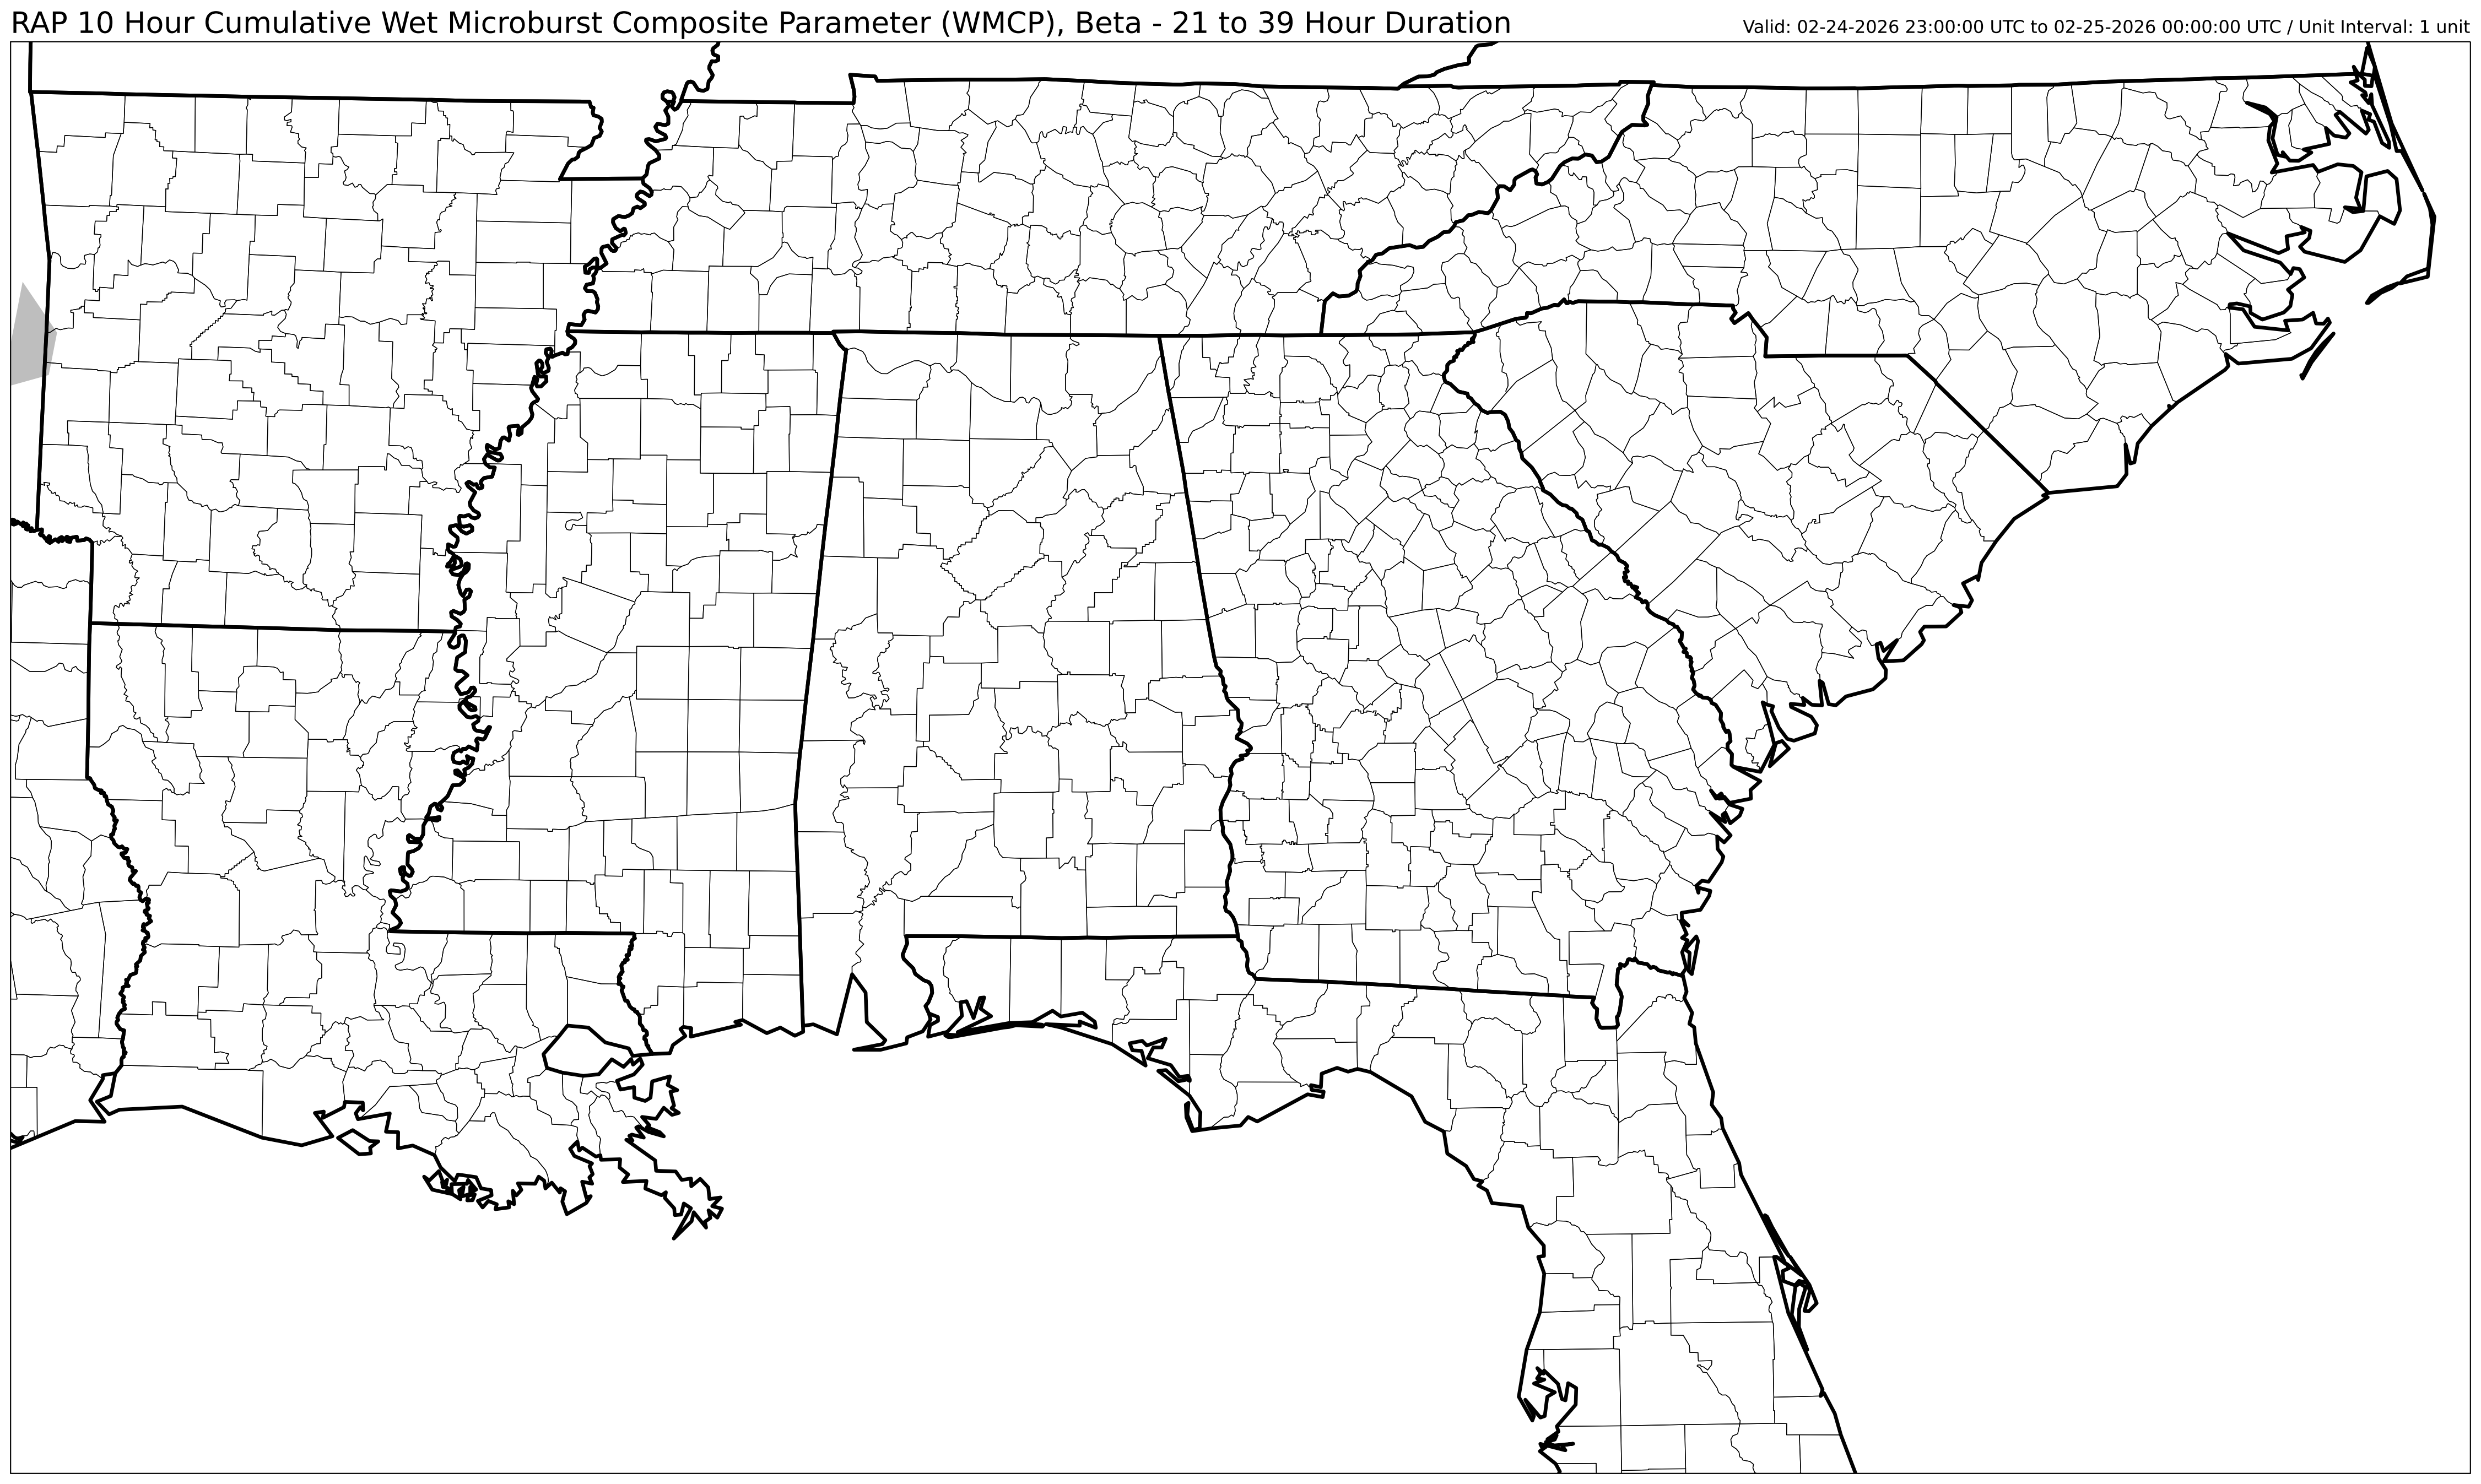 RAP 10 Hour Cumulative Wet Microburst Composite Parameter (WMCP), Beta - 21 to 39 Hour Duration
Valid: 02-24-2026 23:00:00 UTC to 02-25-2026 00:00:00 UTC / Unit Interval: 1 unit